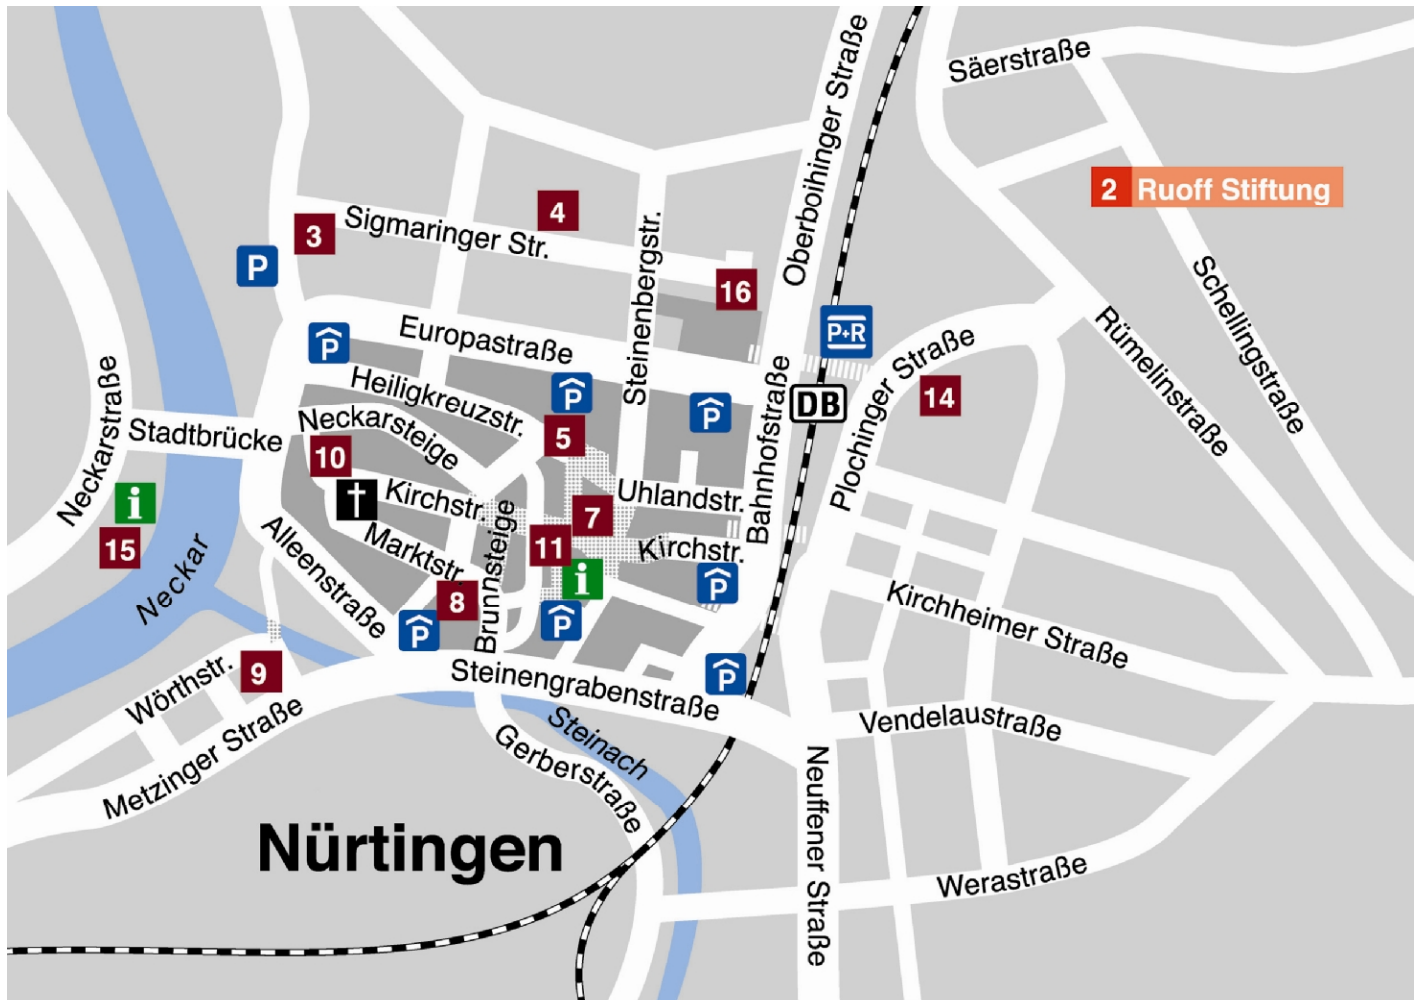 Oberboihinger Straße
Säerstraße
2 Ruoff Stiftung
3
Sigmaringer Str.
4
Steinenbergstr.
16
P
Schellingstraße
Rümelinstraße
P
Europastraße
P+R
Plochinger Straße
Heiligkreuzstr.
P
P
DB
14
Neckarstraße
Stadtbrücke
Neckarsteige
5
Bahnhofstraße
10
Kirchstr.
Uhlandstr.
i
15
7
11
Kirchstr.
Neckar
Alleenstraße
Marktstr.
Brunnsteige
i
P
8
P
P
Kirchheimer Straße
Wörthstr.
9
Steinengrabenstraße
P
Metzinger Straße
Steinach
Vendelaustraße
Gerberstraße
Neuffener Straße
Nürtingen
Werastraße